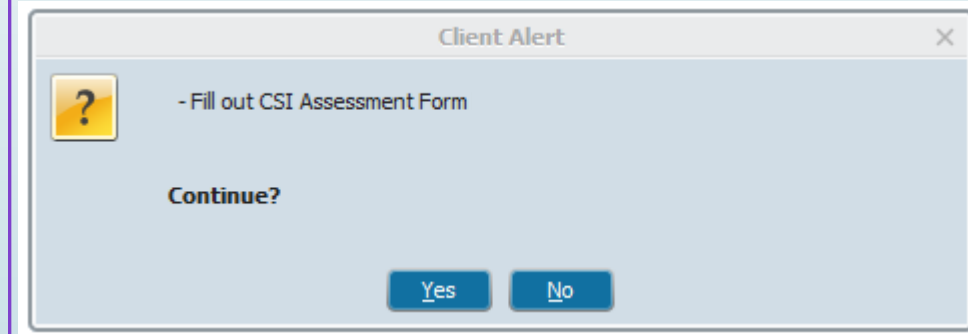 Client Alert
?
- Fill out CSI Assessment Form
Continue?
Yes
No